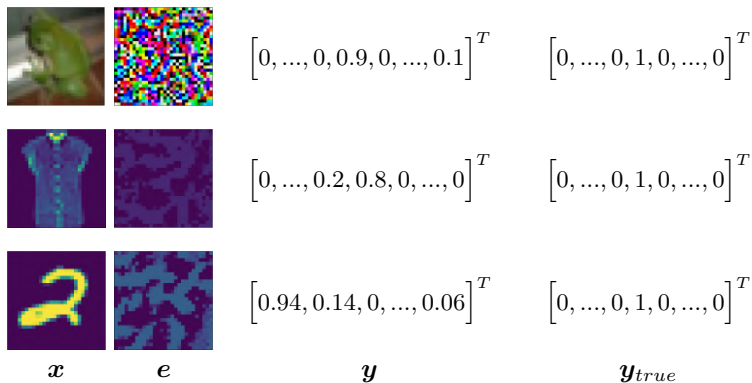 [0, ..., 0, 0.9, 0, ..., 0.1]^T [0, ..., 0, 1, 0, ..., 0]^T
[0, ..., 0.2, 0.8, 0, ..., 0]^T [0, ..., 0, 1, 0, ..., 0]^T
[0.94, 0.14, 0, ..., 0.06]^T [0, ..., 0, 1, 0, ..., 0]^T
x e y y_true